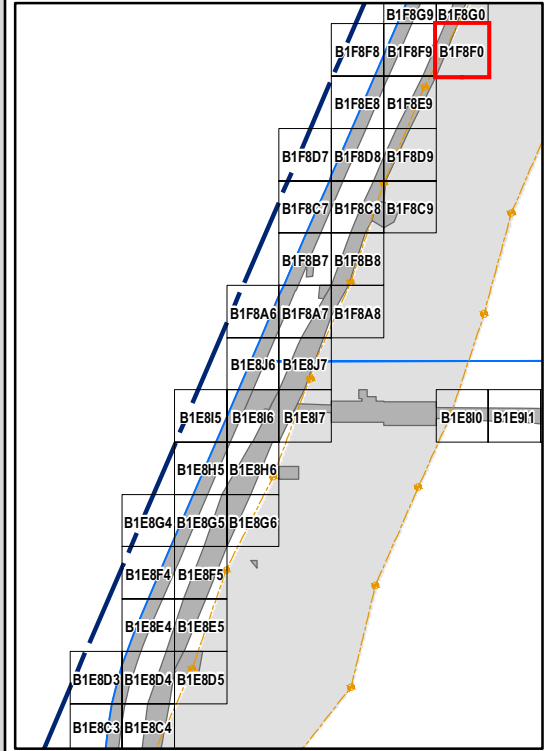 B1F8G9 B1F8G0
B1F8F8 B1F8F9 B1F8F0
B1F8E8 B1F8E9
B1F8D7 B1F8D8 B1F8D9
B1F8C7 B1F8C8 B1F8C9
B1F8B7 B1F8B8
B1F8A6 B1F8A7 B1F8A8
B1E8J6 B1E8J7
B1E8I5 B1E8I6 B1E8I7 B1E8I0 B1E9I1
B1E8H5 B1E8H6
B1E8G4 B1E8G5 B1E8G6
B1E8F4 B1E8F5
B1E8E4 B1E8E5
B1E8D3 B1E8D4 B1E8D5
B1E8C3 B1E8C4